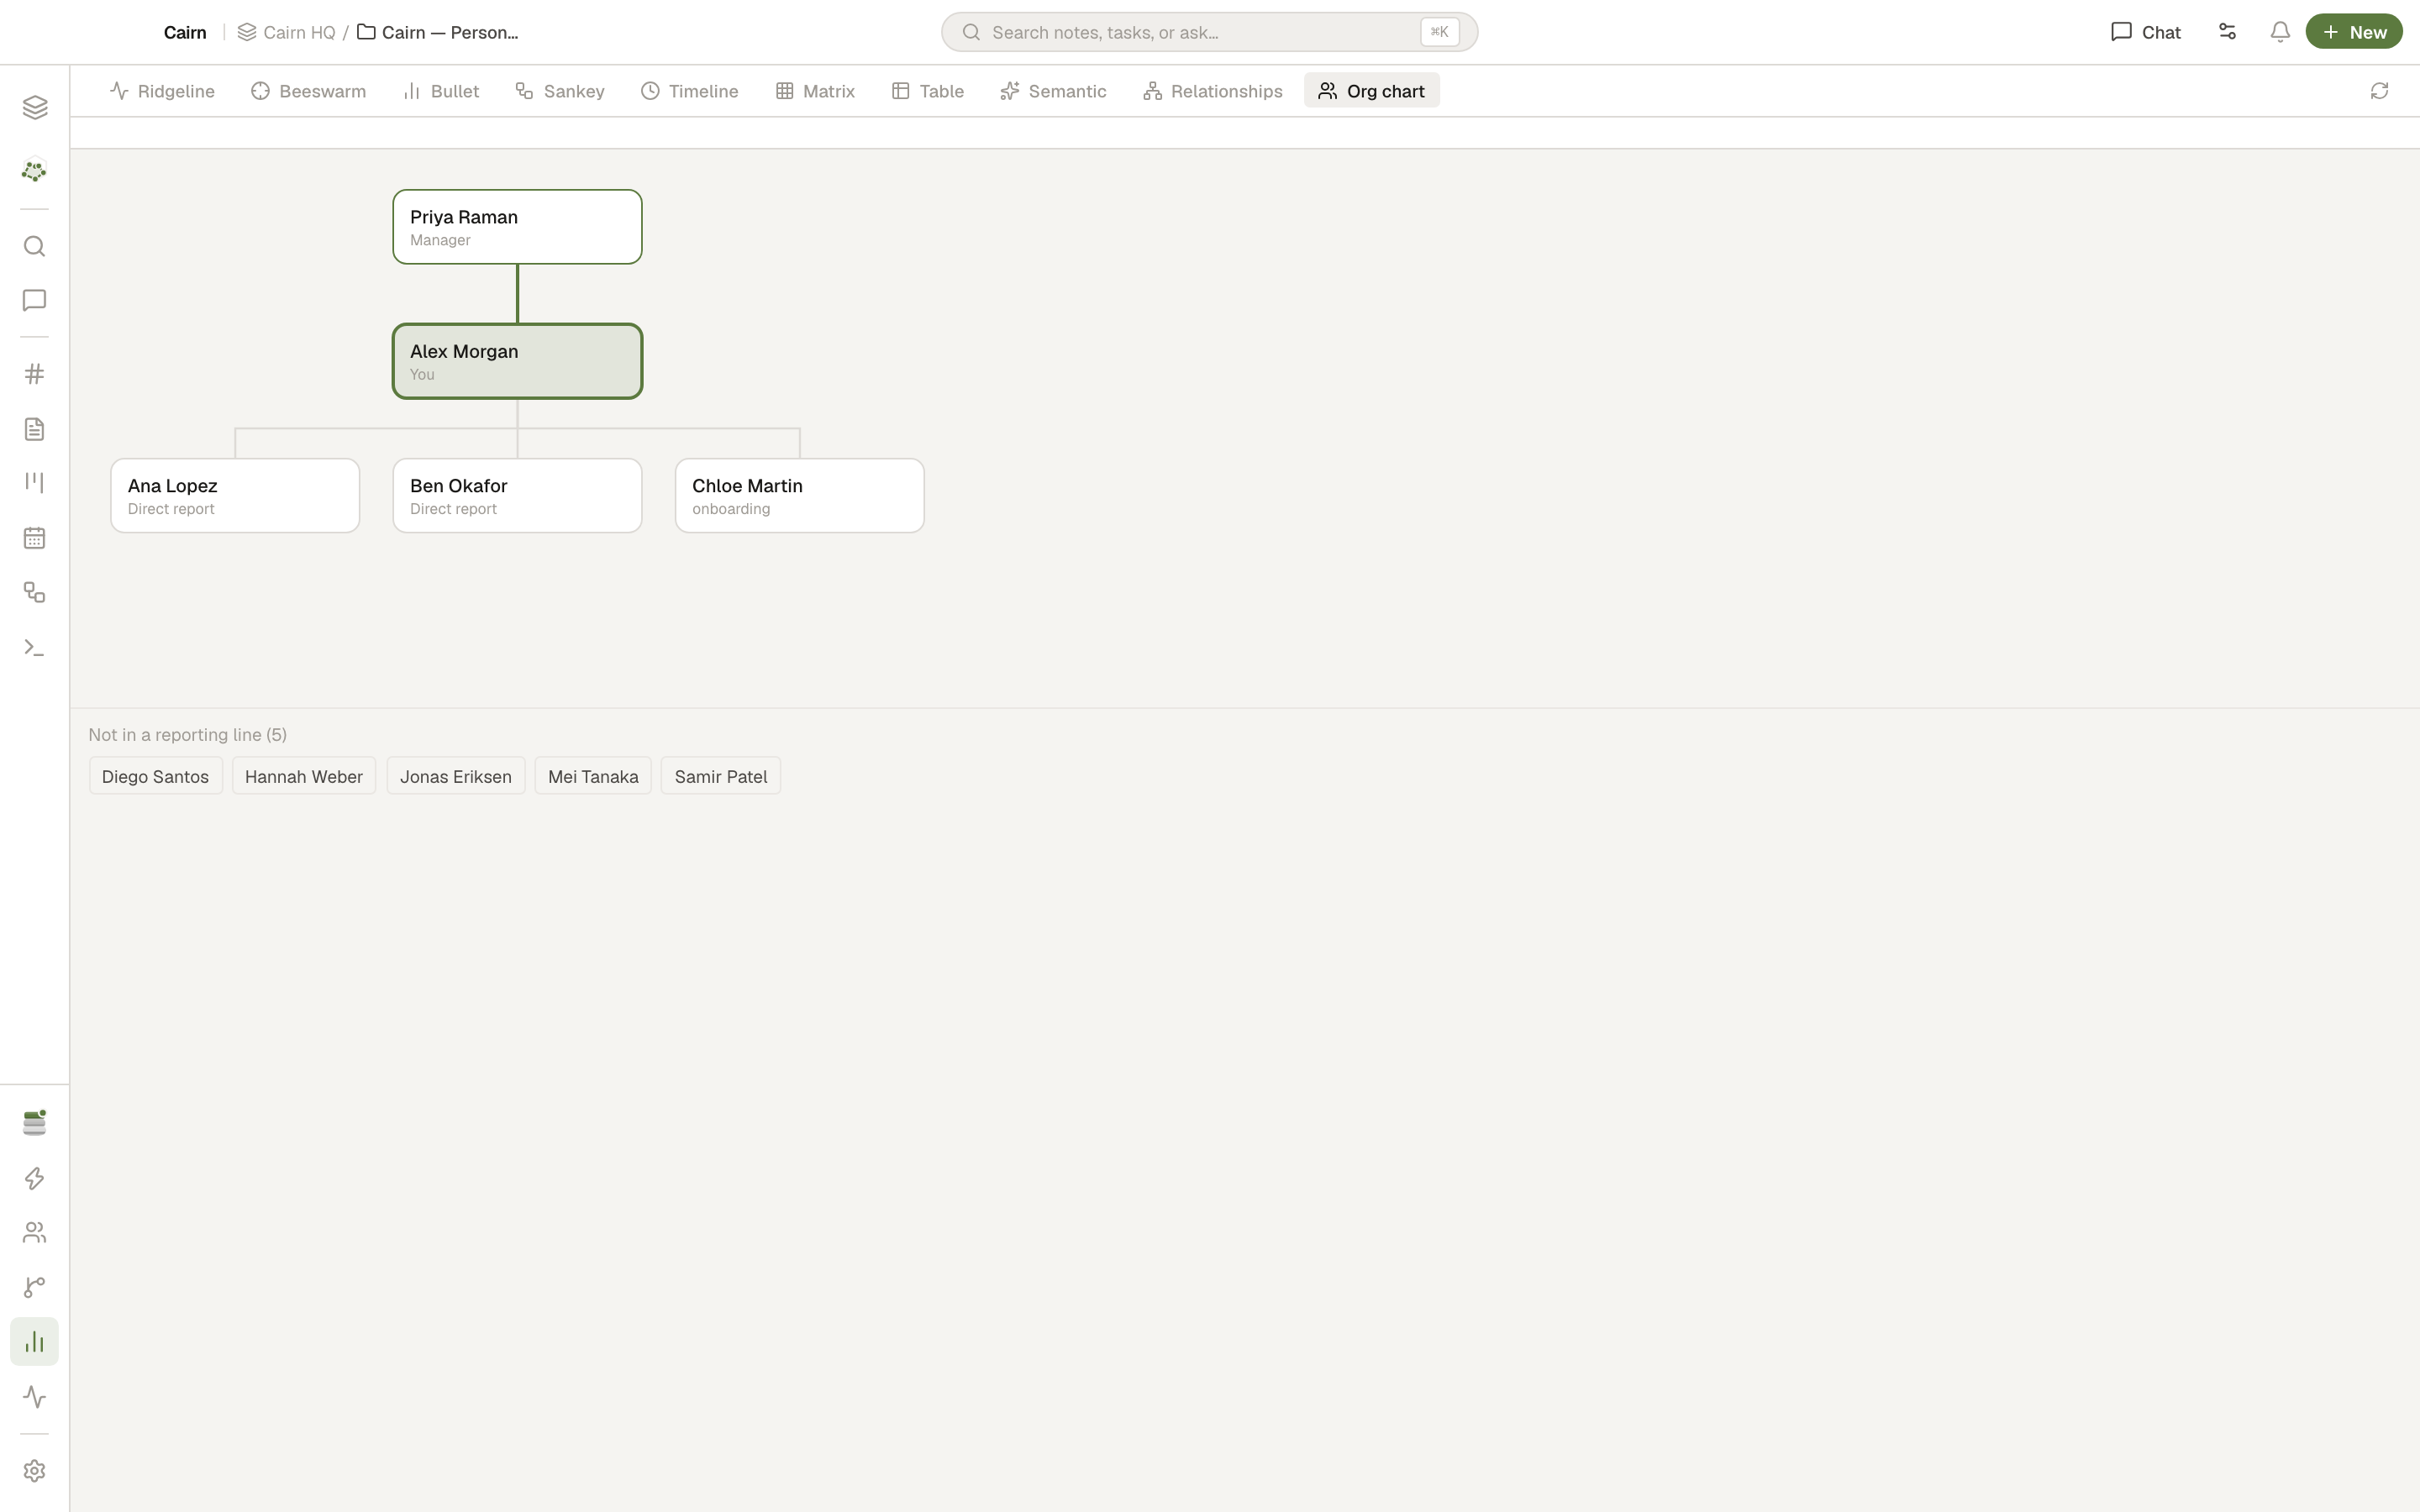 Cairn Cairn HQ / Cairn — Person... Search notes, tasks, or ask... ⌘K Chat New
Ridgeline Beeswarm Bullet Sankey Timeline Matrix Table Semantic Relationships Org chart
Priya Raman
Manager
Alex Morgan
You
Ana Lopez
Direct report
Ben Okafor
Direct report
Chloe Martin
onboarding
Not in a reporting line (5)
Diego Santos Hannah Weber Jonas Eriksen Mei Tanaka Samir Patel